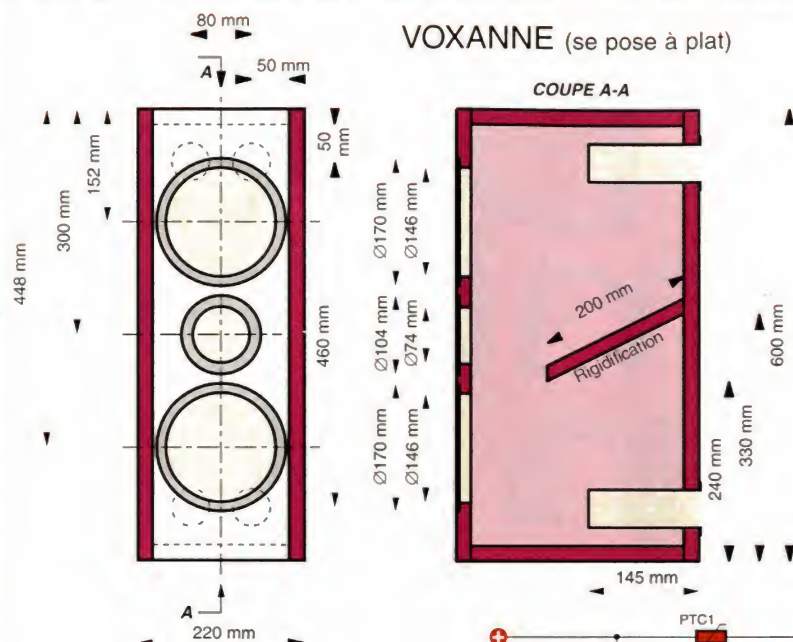 80 mm
VOXANNE (se pose à plat)
A
50 mm
COUPE A-A
50 mm
152 mm
300 mm
448 mm
460 mm
Ø170 mm
Ø146 mm
Ø104 mm
Ø74 mm
Ø170 mm
Ø146 mm
200 mm
Rigidification
600 mm
330 mm
240 mm
145 mm
A
220 mm
PTC1